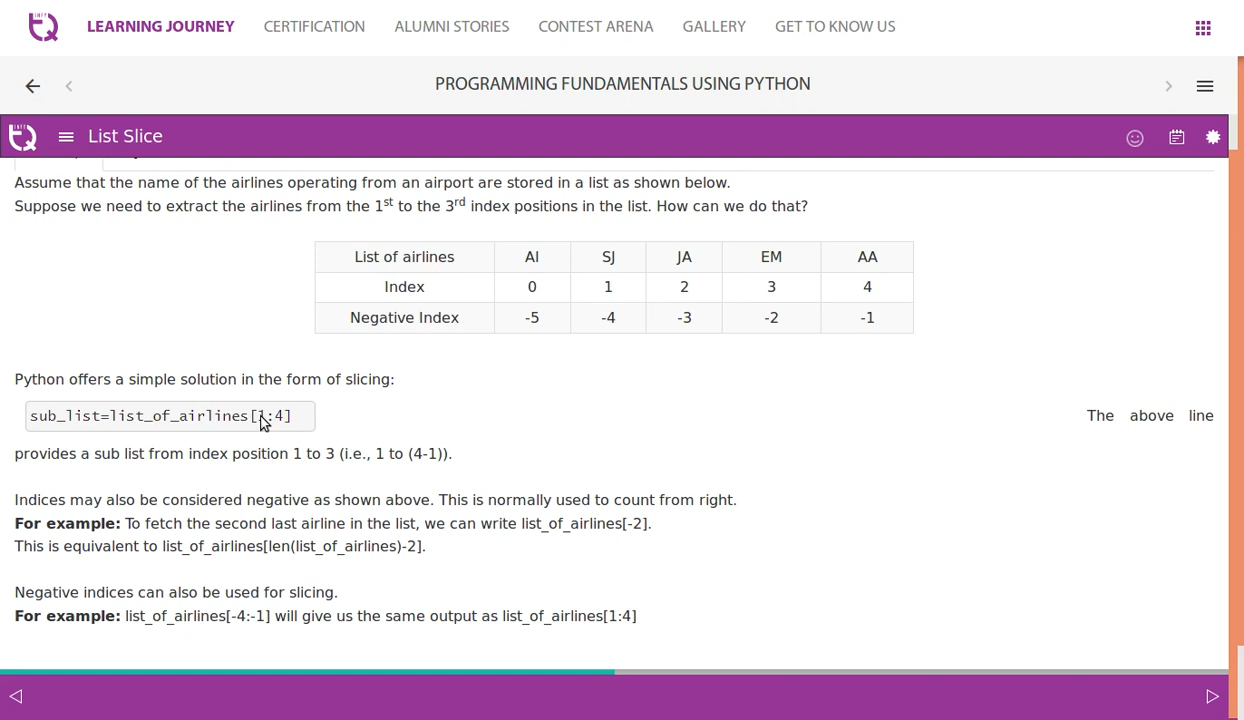 LEARNING JOURNEY CERTIFICATION ALUMNI STORIES CONTEST ARENA GALLERY GET TO KNOW US
PROGRAMMING FUNDAMENTALS USING PYTHON
List Slice
Assume that the name of the airlines operating from an airport are stored in a list as shown below.
Suppose we need to extract the airlines from the 1st to the 3rd index positions in the list. How can we do that?
List of airlines AI SJ JA EM AA
Index 0 1 2 3 4
Negative Index -5 -4 -3 -2 -1
Python offers a simple solution in the form of slicing:
sub_list=list_of_airlines[1:4] The above line
provides a sub list from index position 1 to 3 (i.e., 1 to (4-1)).
Indices may also be considered negative as shown above. This is normally used to count from right.
For example: To fetch the second last airline in the list, we can write list_of_airlines[-2].
This is equivalent to list_of_airlines[len(list_of_airlines)-2].
Negative indices can also be used for slicing.
For example: list_of_airlines[-4:-1] will give us the same output as list_of_airlines[1:4]